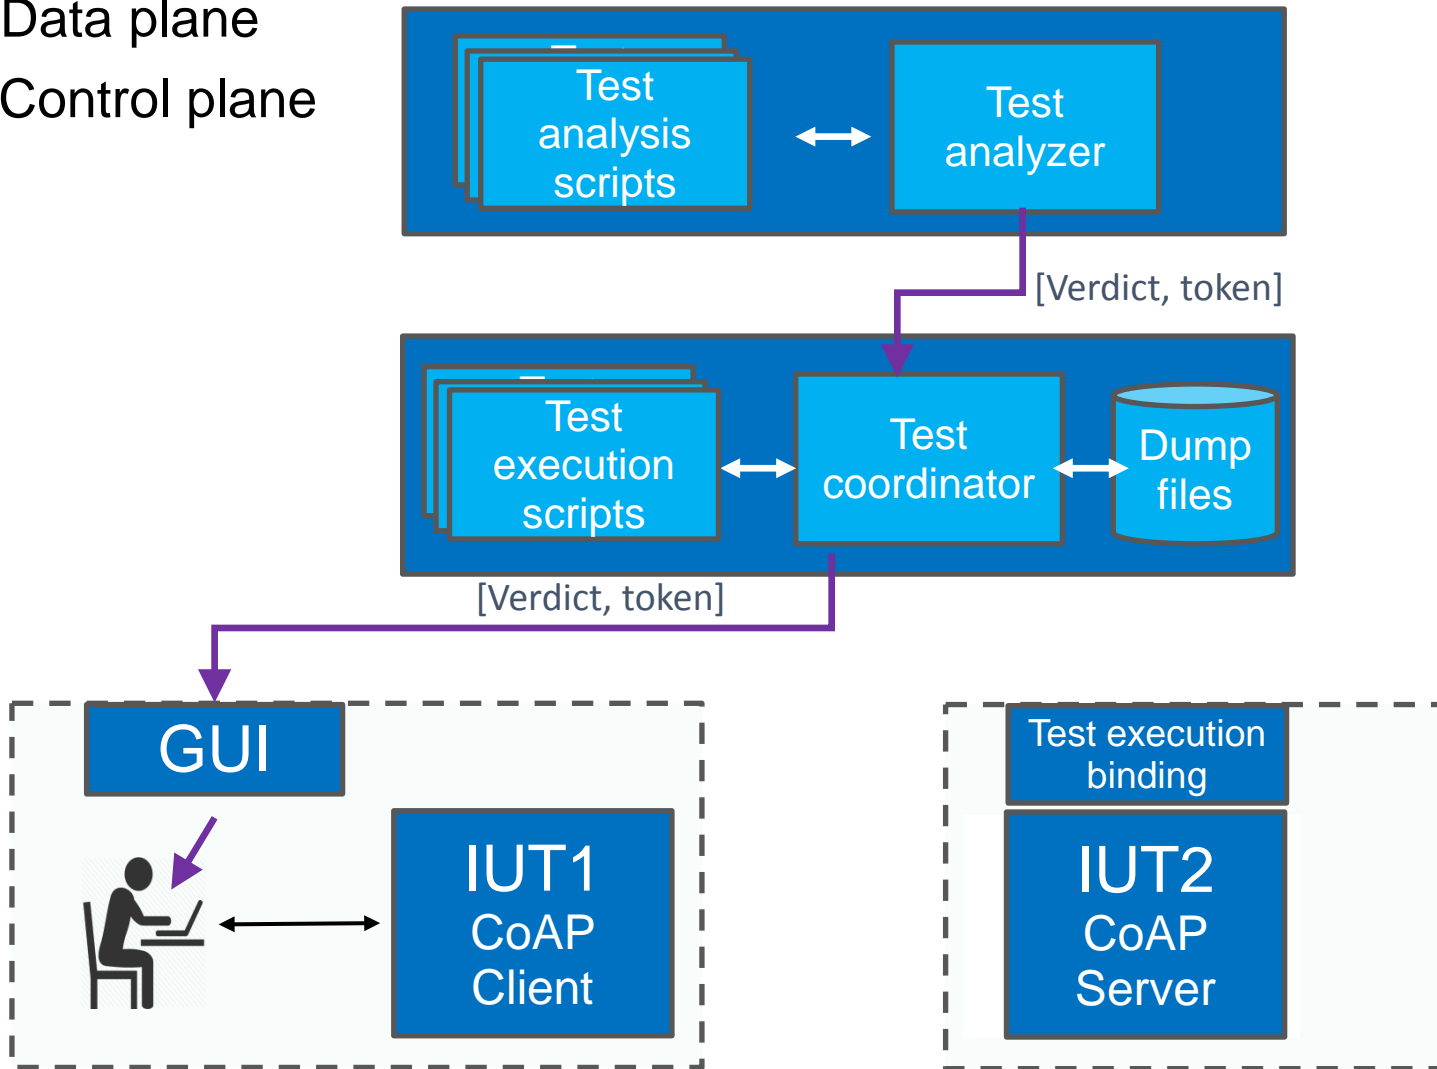 Data plane
Control plane
Test
analysis
scripts
Test
analyzer
[Verdict, token]
Test
execution
scripts
Test
coordinator
Dump
files
[Verdict, token]
GUI
Test execution
binding
IUT1
CoAP
Client
IUT2
CoAP
Server